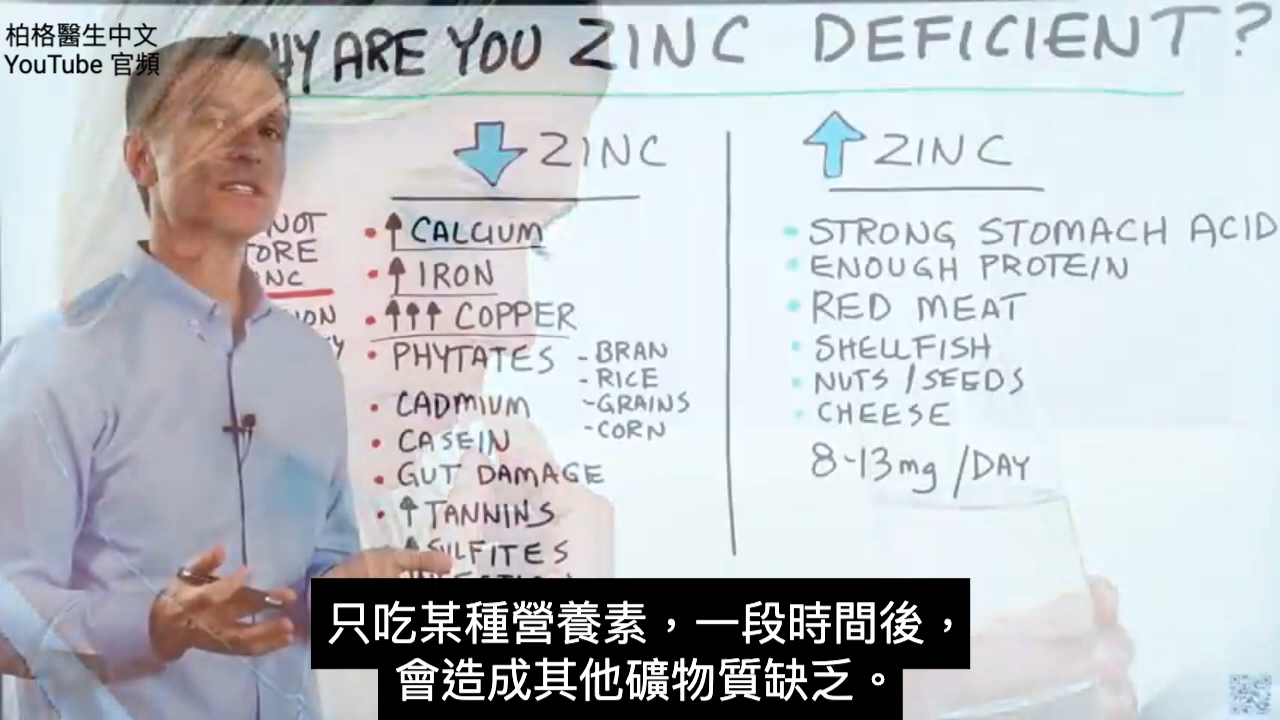 柏格醫生中文
YouTube 官頻
WHY ARE YOU ZINC DEFICIENT?
ZINC
CALCIUM
IRON
COPPER
PHYTATES
- BRAN
- RICE
- GRAINS
- CORN
CADMIUM
CASEIN
GUT DAMAGE
TANNINS
SULFITES
NOT
ZINC
STRONG STOMACH ACID
ENOUGH PROTEIN
RED MEAT
SHELLFISH
NUTS / SEEDS
CHEESE
8-13mg /DAY
只吃某種營養素，一段時間後，
會造成其他礦物質缺乏。